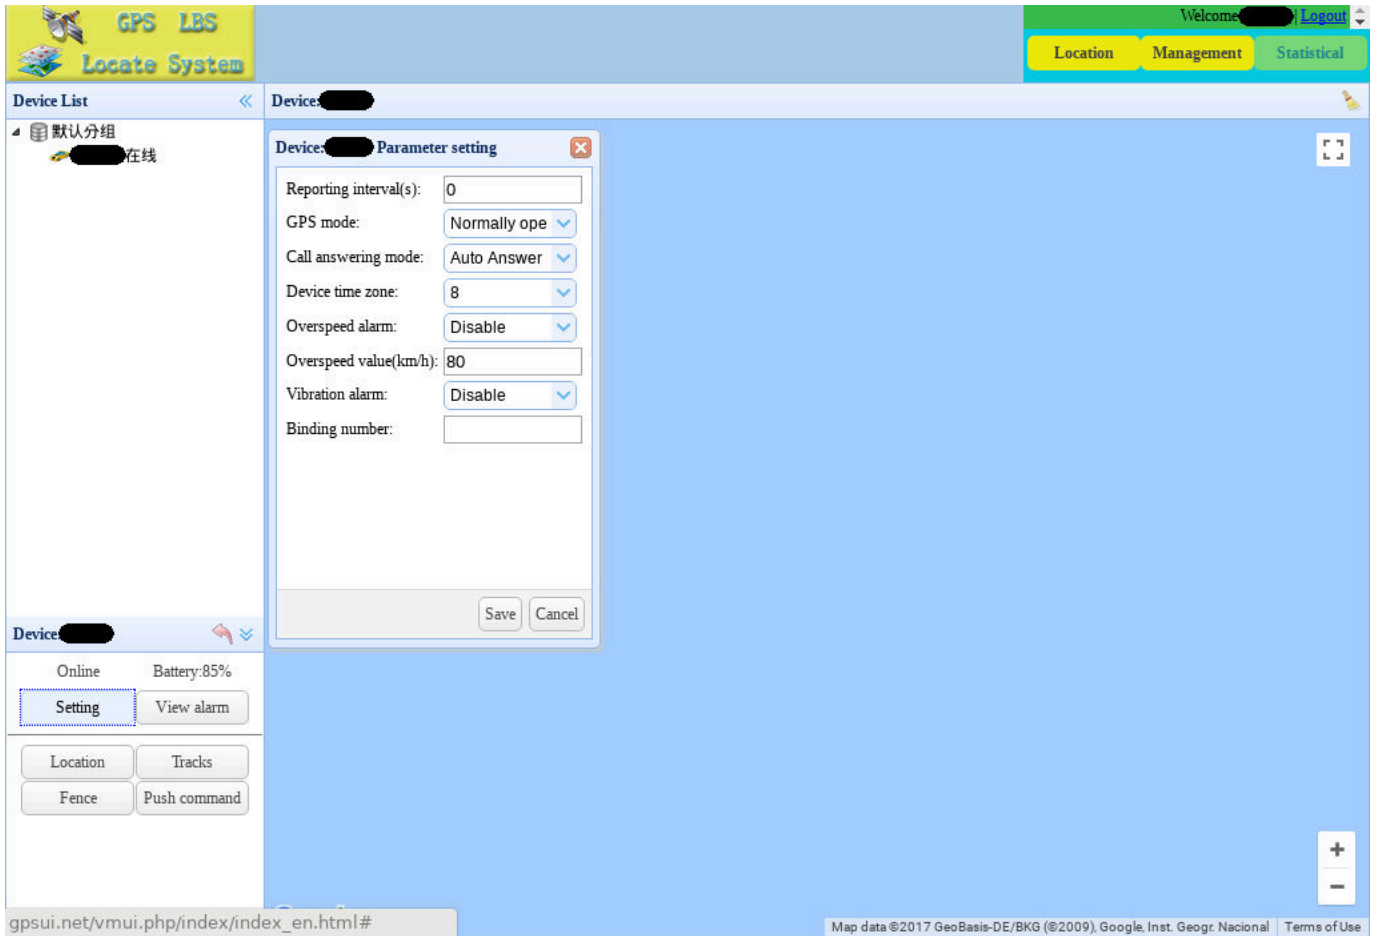 GPS LBS
Locate System
Welcome | Logout
Location Management Statistical
Device List
Device:
默认分组
在线
Device: Parameter setting
Reporting interval(s): 0
GPS mode: Normally ope
Call answering mode: Auto Answer
Device time zone: 8
Overspeed alarm: Disable
Overspeed value(km/h): 80
Vibration alarm: Disable
Binding number:
Save Cancel
Device:
Online Battery:85%
Setting View alarm
Location Tracks
Fence Push command
gpsui.net/vmui.php/index/index_en.html#
Map data ©2017 GeoBasis-DE/BKG (©2009), Google, Inst. Geogr. Nacional Terms of Use